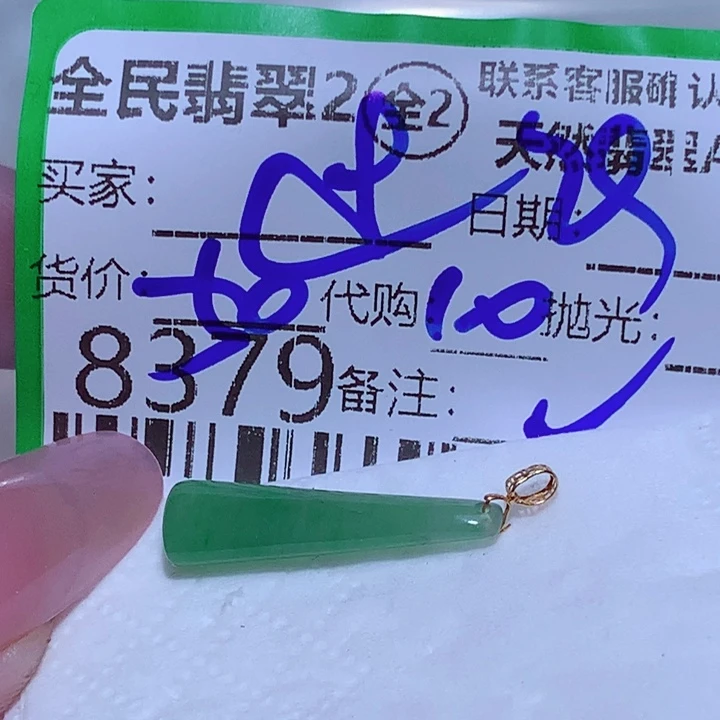 全民翡翠2 全2 联系客服确认
天然翡翠A
买家： 日期：
货价： 代购：10 抛光：
8379 备注：